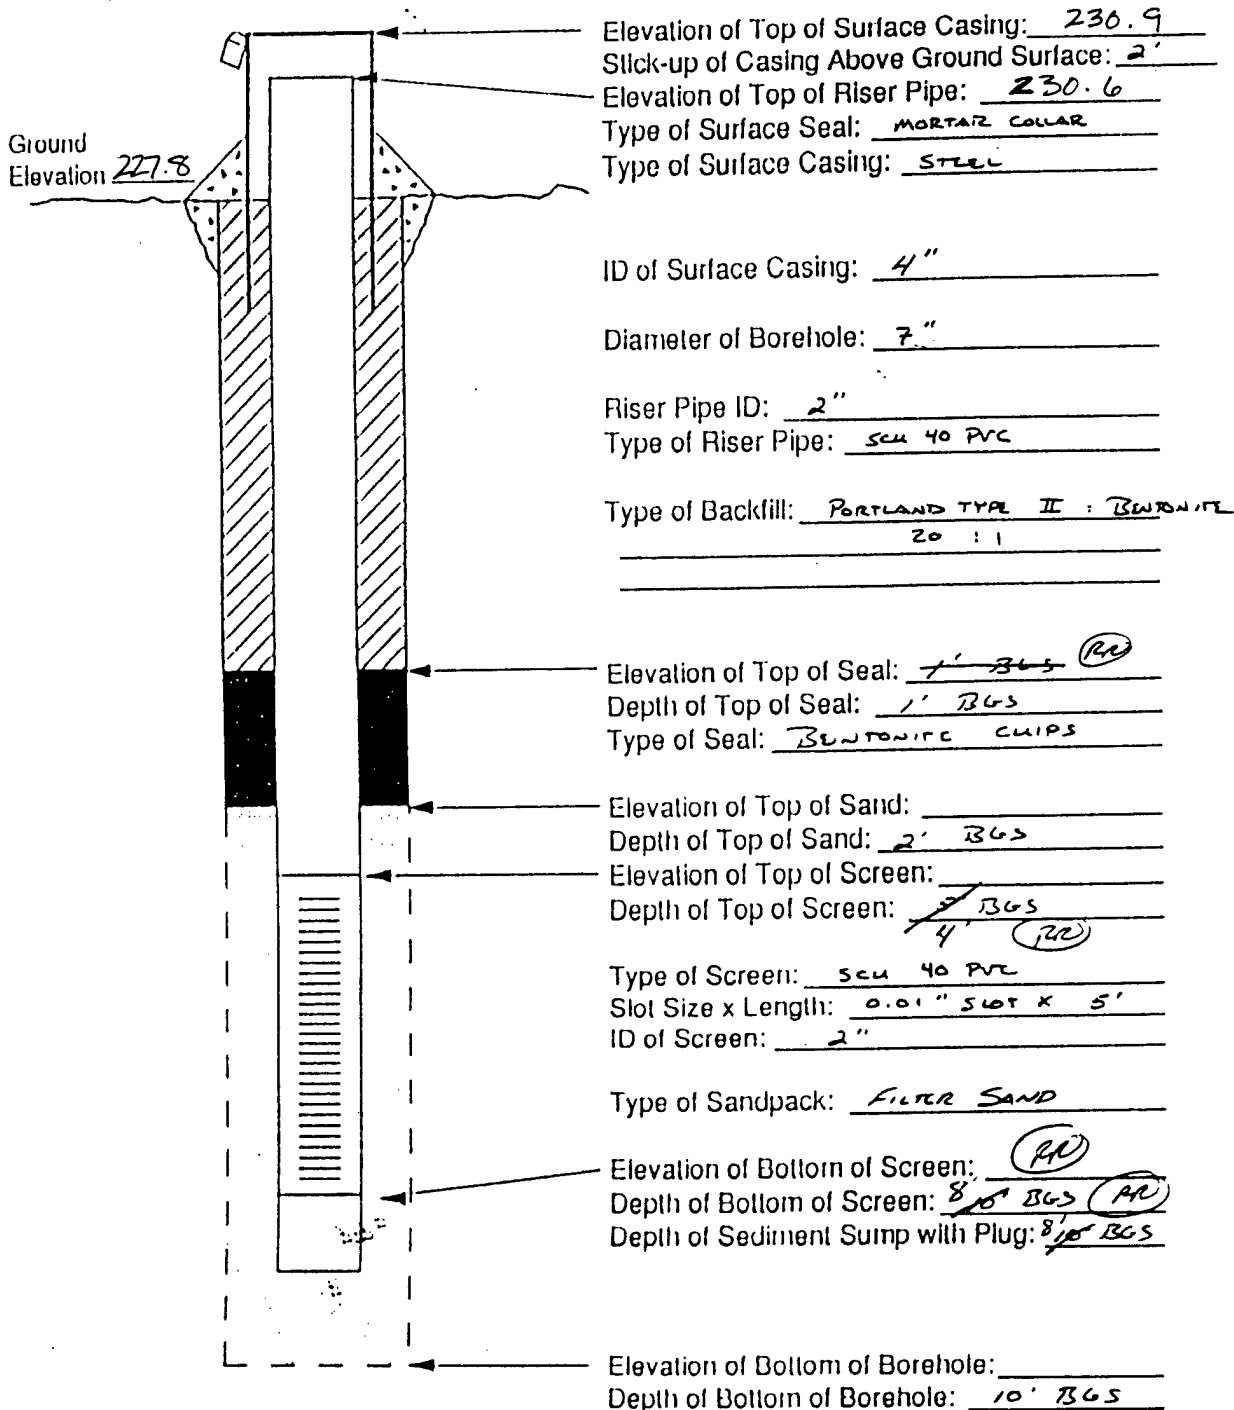 Elevation of Top of Surface Casing: 230.9
Stick-up of Casing Above Ground Surface: 2'
Elevation of Top of Riser Pipe: 230.6
Type of Surface Seal: MORTAR COLLAR
Type of Surface Casing: STEEL
Ground
Elevation 227.8
ID of Surface Casing: 4"
Diameter of Borehole: 7"
Riser Pipe ID: 2"
Type of Riser Pipe: SCH 40 PVC
Type of Backfill: PORTLAND TYPE II : BENTONITE
20 : 1
Elevation of Top of Seal: 1' BGS RR
Depth of Top of Seal: 1' BGS
Type of Seal: BENTONITE CHIPS
Elevation of Top of Sand:
Depth of Top of Sand: 2' BGS
Elevation of Top of Screen:
Depth of Top of Screen: BGS
4' RR
Type of Screen: SCH 40 PVC
Slot Size x Length: 0.01" SLOT X 5'
ID of Screen: 2"
Type of Sandpack: FILTER SAND
Elevation of Bottom of Screen: RR
Depth of Bottom of Screen: 8' BGS RR
Depth of Sediment Sump with Plug: 8' BGS
Elevation of Bottom of Borehole:
Depth of Bottom of Borehole: 10' BGS